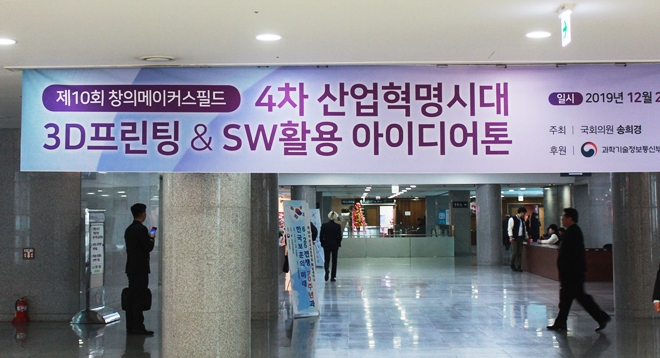 제10회 창의메이커스필드
4차 산업혁명시대
3D프린팅 & SW활용 아이디어톤
일시 2019년 12월 2
주최 | 국회의원 송희경
후원 | 과학기술정보통신부